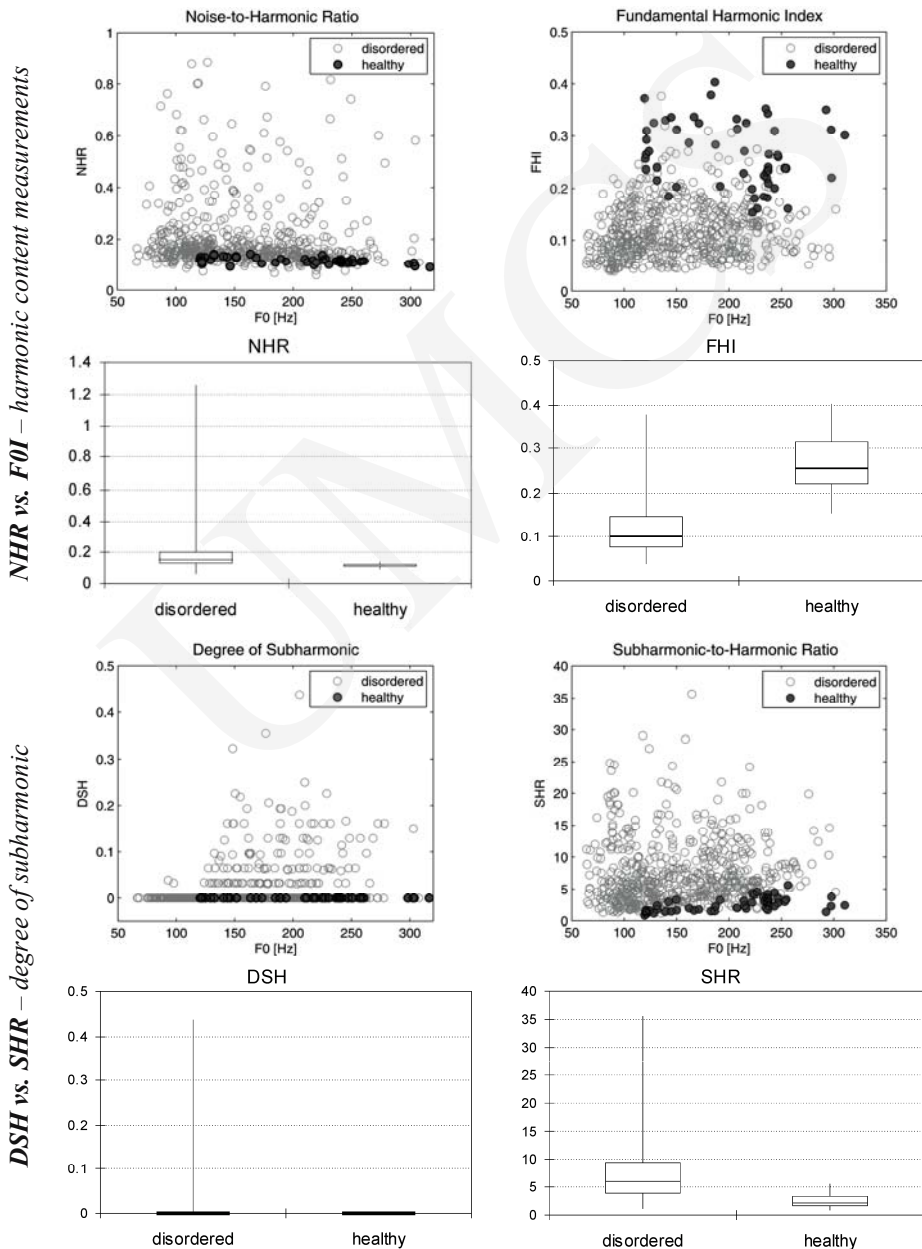 NHR vs. F0I – harmonic content measurements
Noise-to-Harmonic Ratio
1
0.8
0.6
0.4
0.2
0
NHR
disordered
healthy
50 100 150 200 250 300
F0 [Hz]
Fundamental Harmonic Index
0.5
0.4
0.3
0.2
0.1
0
FHI
disordered
healthy
50 100 150 200 250 300 350
F0 [Hz]
NHR
1.4
1.2
1
0.8
0.6
0.4
0.2
0
disordered healthy
FHI
0.5
0.4
0.3
0.2
0.1
0
disordered healthy
DSH vs. SHR – degree of subharmonic
Degree of Subharmonic
0.5
0.4
0.3
0.2
0.1
0
DSH
disordered
healthy
50 100 150 200 250 300
F0 [Hz]
Subharmonic-to-Harmonic Ratio
40
35
30
25
20
15
10
5
0
SHR
disordered
healthy
50 100 150 200 250 300 350
F0 [Hz]
DSH
0.5
0.4
0.3
0.2
0.1
0
disordered healthy
SHR
40
35
30
25
20
15
10
5
0
disordered healthy
UMCS